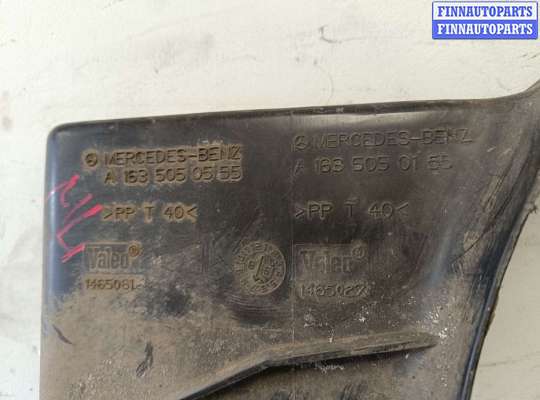 FINNAUTOPARTS
FINNAUTOPARTS
MERCEDES-BENZ
A 163 505 05 55
>PP T 40<
Valeo®
MERCEDES-BENZ
A 163 505 01 55
>PP T 40<
Valeo®